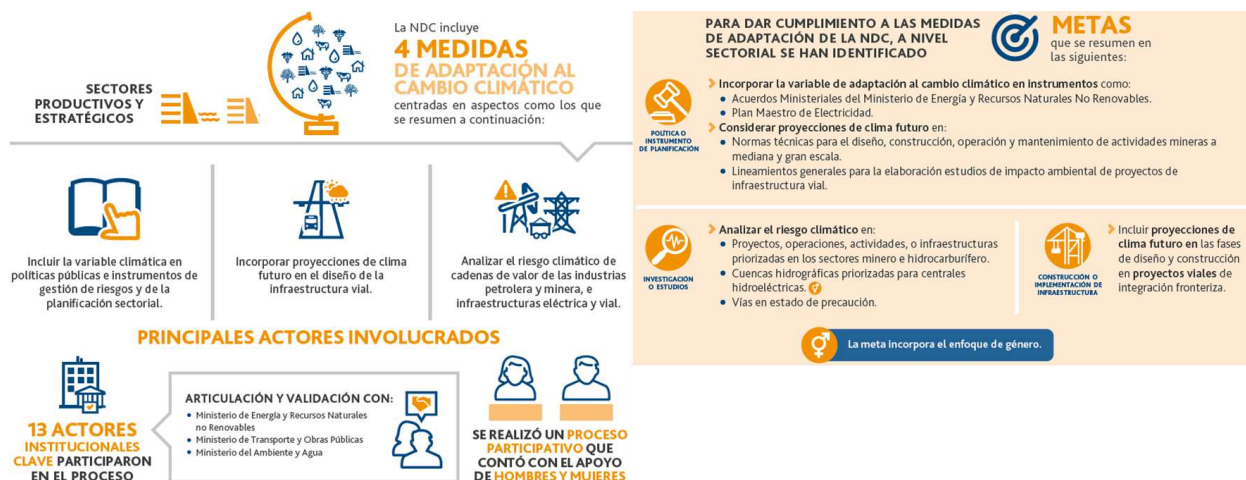 SECTORES
PRODUCTIVOS Y
ESTRATÉGICOS
La NDC incluye
4 MEDIDAS
DE ADAPTACIÓN AL
CAMBIO CLIMÁTICO
centradas en aspectos como los que
se resumen a continuación:
Incluir la variable climática en
políticas públicas e instrumentos de
gestión de riesgos y de la
planificación sectorial.
Incorporar proyecciones de clima
futuro en el diseño de la
infraestructura vial.
Analizar el riesgo climático de
cadenas de valor de las industrias
petrolera y minera, e
infraestructuras eléctrica y vial.
PRINCIPALES ACTORES INVOLUCRADOS
13 ACTORES
INSTITUCIONALES
CLAVE PARTICIPARON
EN EL PROCESO
ARTICULACIÓN Y VALIDACIÓN CON:
• Ministerio de Energía y Recursos Naturales
no Renovables
• Ministerio de Transporte y Obras Públicas
• Ministerio del Ambiente y Agua
SE REALIZÓ UN PROCESO
PARTICIPATIVO QUE
CONTÓ CON EL APOYO
DE HOMBRES Y MUJERES
PARA DAR CUMPLIMIENTO A LAS MEDIDAS
DE ADAPTACIÓN DE LA NDC, A NIVEL
SECTORIAL SE HAN IDENTIFICADO
METAS
que se resumen en
las siguientes:
POLÍTICA O
INSTRUMENTO
DE PLANIFICACIÓN
Incorporar la variable de adaptación al cambio climático en instrumentos como:
• Acuerdos Ministeriales del Ministerio de Energía y Recursos Naturales No Renovables.
• Plan Maestro de Electricidad.
Considerar proyecciones de clima futuro en:
• Normas técnicas para el diseño, construcción, operación y mantenimiento de actividades mineras a
mediana y gran escala.
• Lineamientos generales para la elaboración estudios de impacto ambiental de proyectos de
infraestructura vial.
INVESTIGACIÓN
O ESTUDIOS
Analizar el riesgo climático en:
• Proyectos, operaciones, actividades, o infraestructuras
priorizadas en los sectores minero e hidrocarburífero.
• Cuencas hidrográficas priorizadas para centrales
hidroeléctricas.
• Vías en estado de precaución.
CONSTRUCCIÓN O
IMPLEMENTACIÓN DE
INFRAESTRUCTURA
Incluir proyecciones de
clima futuro en las fases
de diseño y construcción
en proyectos viales de
integración fronteriza.
La meta incorpora el enfoque de género.